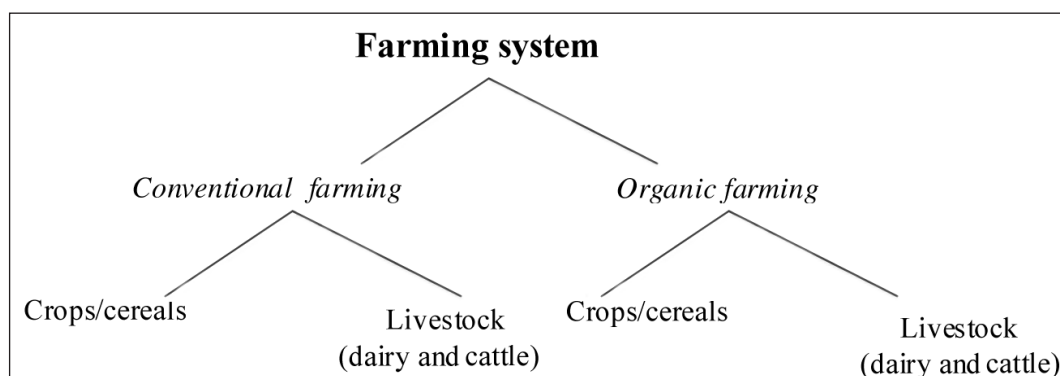 Farming system
Conventional farming
Organic farming
Crops/cereals
Livestock
(dairy and cattle)
Crops/cereals
Livestock
(dairy and cattle)